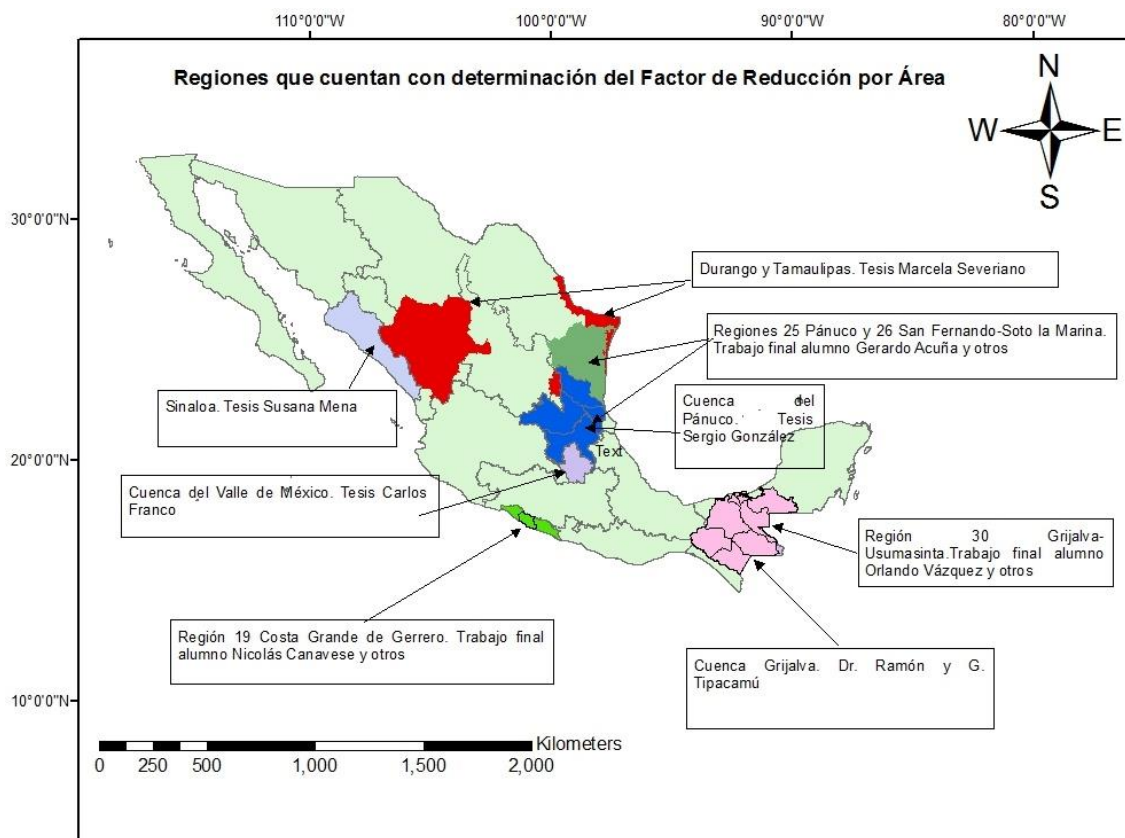 110°0'0"W 100°0'0"W 90°0'0"W 80°0'0"W
Regiones que cuentan con determinación del Factor de Reducción por Área
N
W E
S
30°0'0"N
20°0'0"N
10°0'0"N
Durango y Tamaulipas. Tesis Marcela Severiano
Regiones 25 Pánuco y 26 San Fernando-Soto la Marina.
Trabajo final alumno Gerardo Acuña y otros
Sinaloa. Tesis Susana Mena
Cuenca del
Pánuco. Tesis
Sergio González
Text
Cuenca del Valle de México. Tesis Carlos
Franco
Región 30 Grijalva-
Usumasinta.Trabajo final alumno
Orlando Vázquez y otros
Región 19 Costa Grande de Gerrero. Trabajo final
alumno Nicolás Canavese y otros
Cuenca Grijalva. Dr. Ramón y G.
Tipacamú
Kilometers
0 250 500 1,000 1,500 2,000